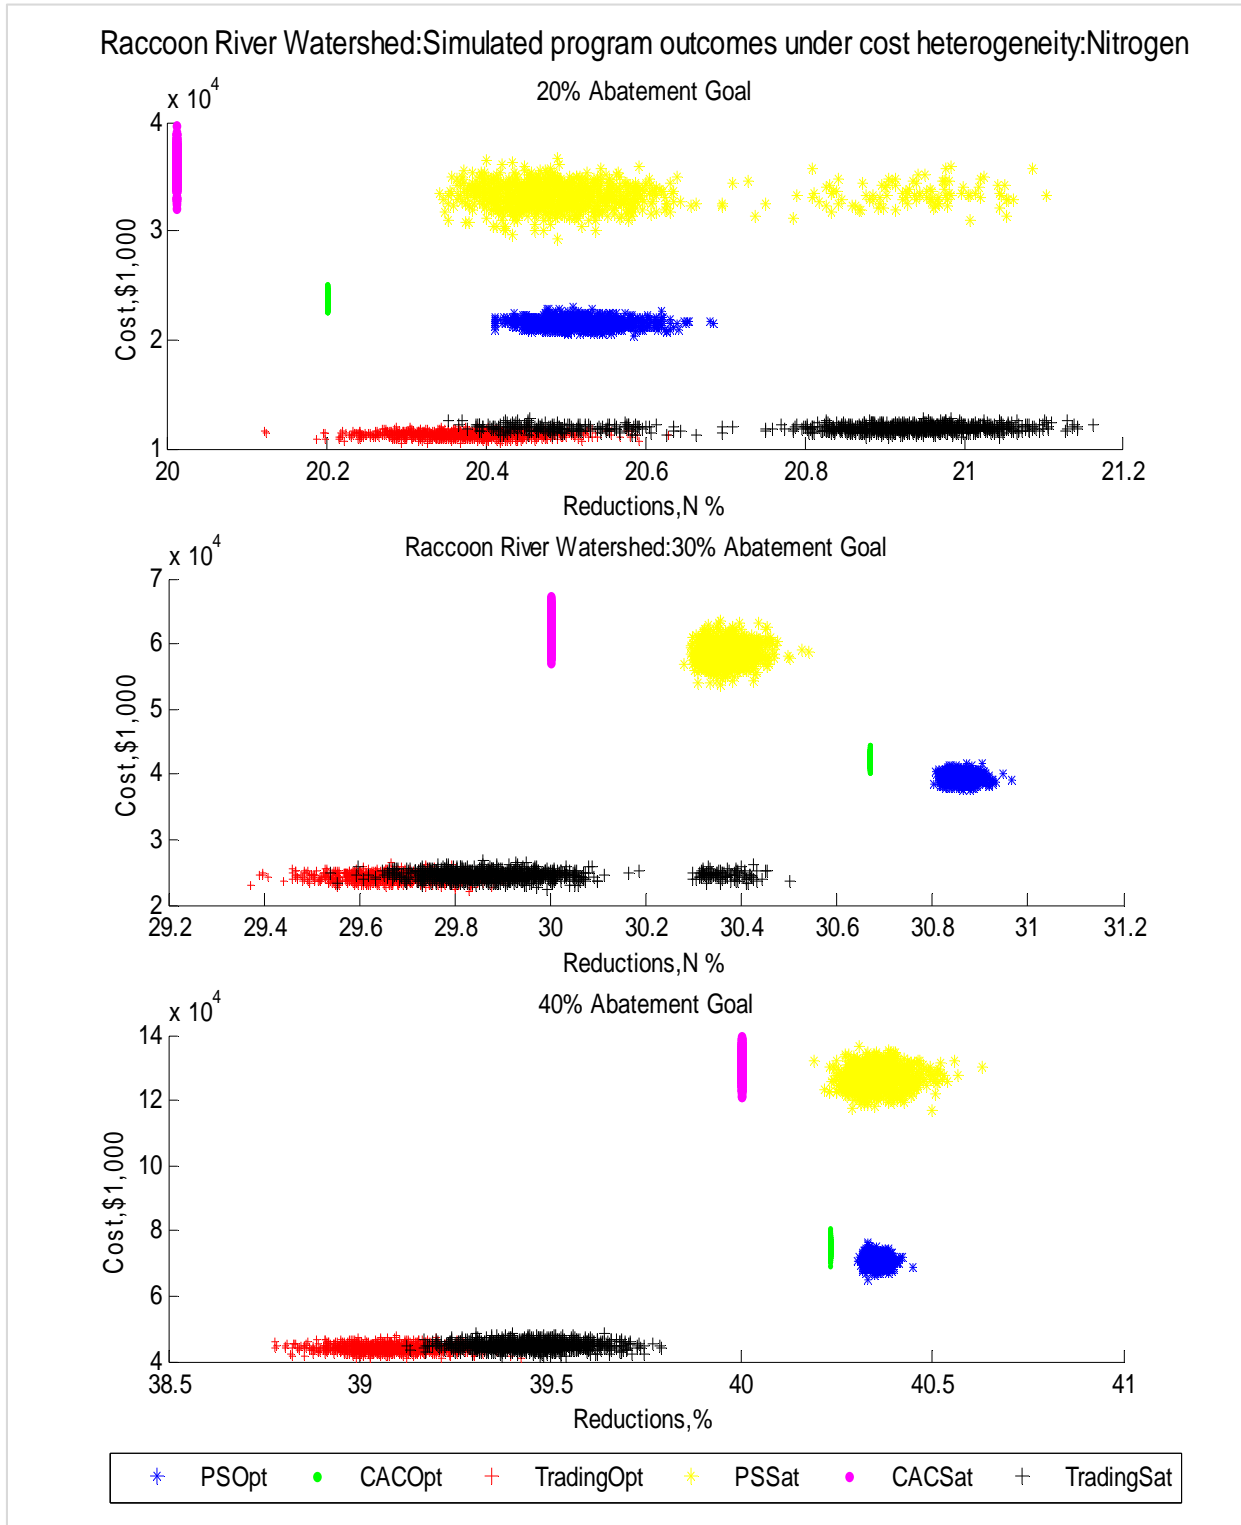 Raccoon River Watershed:Simulated program outcomes under cost heterogeneity:Nitrogen
20% Abatement Goal
x 10^4
4
3
2
1
Cost,$1,000
20 20.2 20.4 20.6 20.8 21 21.2
Reductions,N %
Raccoon River Watershed:30% Abatement Goal
x 10^4
7
6
5
4
3
2
Cost,$1,000
29.2 29.4 29.6 29.8 30 30.2 30.4 30.6 30.8 31 31.2
Reductions,N %
40% Abatement Goal
x 10^4
14
12
10
8
6
4
Cost,$1,000
38.5 39 39.5 40 40.5 41
Reductions,%
PSOpt CACOpt TradingOpt PSSat CACSat TradingSat